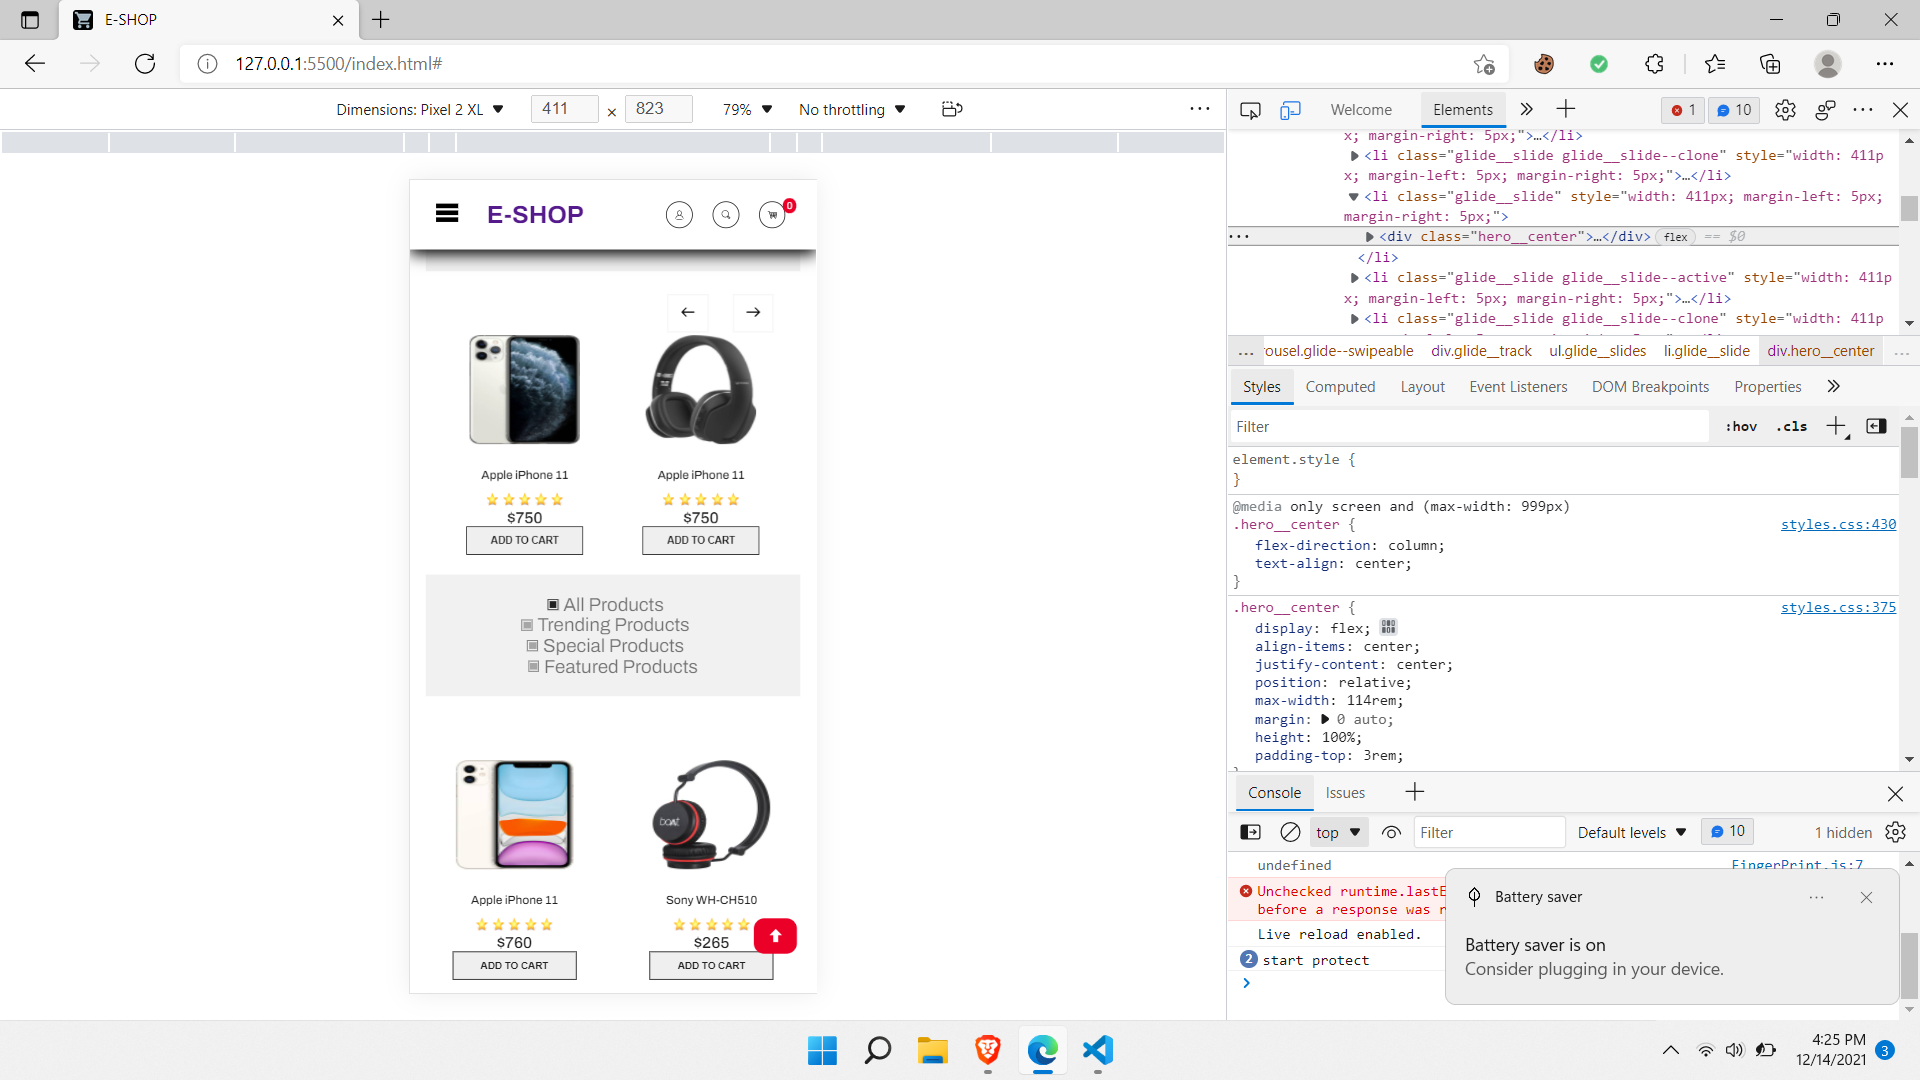 E-SHOP
127.0.0.1:5500/index.html#
Dimensions: Pixel 2 XL
411 × 823
79%
No throttling
E-SHOP
0
Apple iPhone 11
$750
ADD TO CART
Apple iPhone 11
$750
ADD TO CART
All Products
Trending Products
Special Products
Featured Products
Apple iPhone 11
$760
ADD TO CART
boAt
Sony WH-CH510
$265
ADD TO CART
Welcome
Elements
1
10
x; margin-right: 5px;">…</li>
<li class="glide__slide glide__slide--clone" style="width: 411p
x; margin-left: 5px; margin-right: 5px;">…</li>
<li class="glide__slide" style="width: 411px; margin-left: 5px;
margin-right: 5px;">
<div class="hero__center">…</div> flex == $0
</li>
<li class="glide__slide glide__slide--active" style="width: 411p
x; margin-left: 5px; margin-right: 5px;">…</li>
<li class="glide__slide glide__slide--clone" style="width: 411p
... rousel.glide--swipeable div.glide__track ul.glide__slides li.glide__slide div.hero__center ...
Styles Computed Layout Event Listeners DOM Breakpoints Properties
Filter
:hov .cls
element.style {
}
@media only screen and (max-width: 999px)
.hero__center { styles.css:430
flex-direction: column;
text-align: center;
}
.hero__center { styles.css:375
display: flex;
align-items: center;
justify-content: center;
position: relative;
max-width: 114rem;
margin: 0 auto;
height: 100%;
padding-top: 3rem;
Console Issues
top
Filter
Default levels
10
1 hidden
undefined FingerPrint.js:7
Unchecked runtime.lastE
before a response was r
Live reload enabled.
2 start protect
Battery saver
Battery saver is on
Consider plugging in your device.
4:25 PM
12/14/2021
3